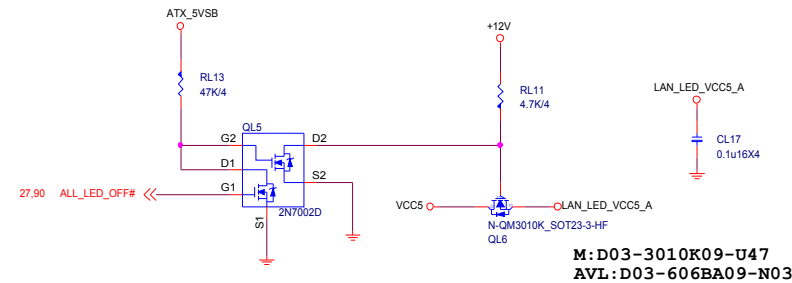 ATX_5VSB
+12V
RL13
47K/4
RL11
4.7K/4
LAN_LED_VCC5_A
CL17
0.1u16X4
QL5
G2
D2
D1
S2
27,90 ALL_LED_OFF#
G1
2N7002D
S1
VCC5
LAN_LED_VCC5_A
N-QM3010K_SOT23-3-HF
QL6
M:D03-3010K09-U47
AVL:D03-606BA09-N03